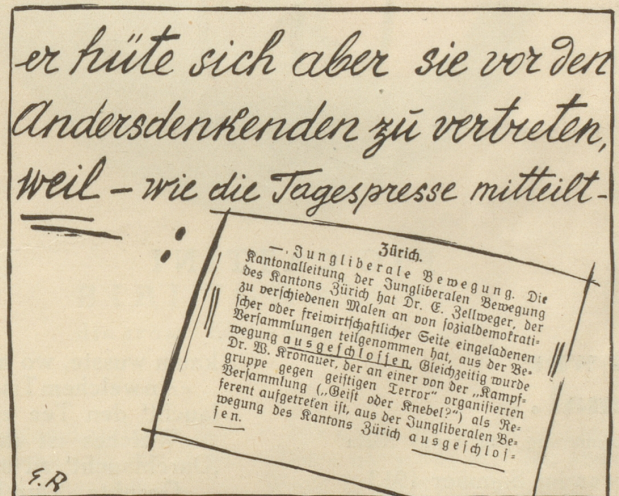 er hüte sich aber sie vor den
Andersdenkenden zu vertreten,
weil – wie die Tagespresse mitteilt –
:
Zürich.
—. Jungliberale Bewegung. Die
Kantonalleitung der Jungliberalen Bewegung
des Kantons Zürich hat Dr. E. Zellweger, der
zu verschiedenen Malen an von sozialdemokrati=
scher oder freiwirtschaftlicher Seite eingeladenen
Versammlungen teilgenommen hat, aus der Be=
wegung ausgeschlossen. Gleichzeitig wurde
Dr. W. Kronauer, der an einer von der „Kampf=
gruppe gegen geistigen Terror" organisierten
Versammlung („Geist oder Knebel?") als Re=
ferent aufgetreten ist, aus der Jungliberalen Be=
wegung des Kantons Zürich ausgeschlos=
sen.
G.R